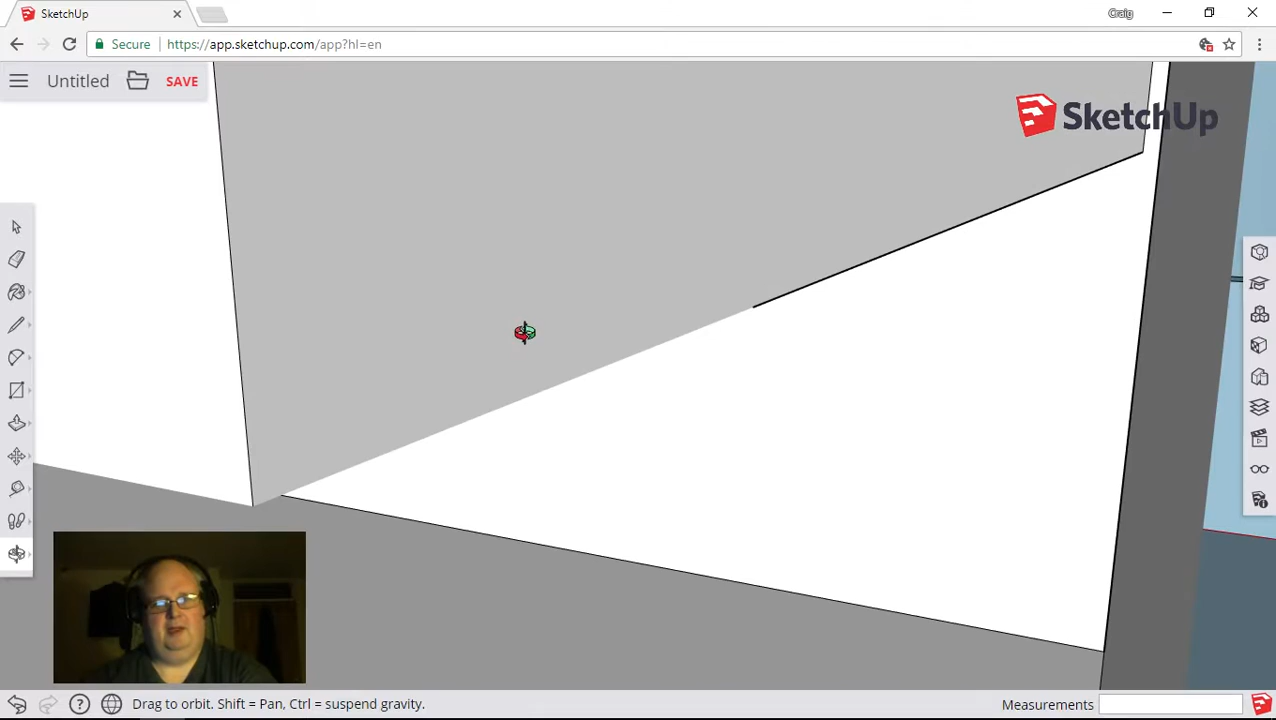 SketchUp
Craig
Secure
https://app.sketchup.com/app?hl=en
Untitled
SAVE
SketchUp
Drag to orbit. Shift = Pan, Ctrl = suspend gravity.
Measurements